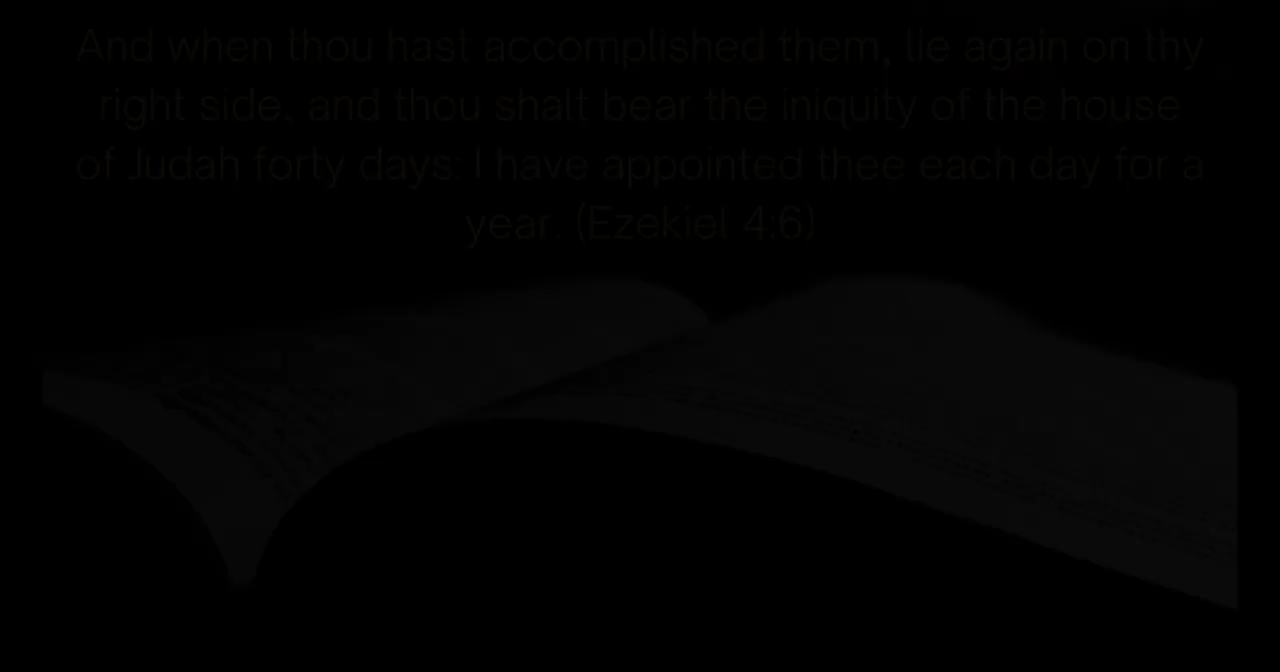 And when thou hast accomplished them, lie again on thy
right side, and thou shalt bear the iniquity of the house
of Judah forty days: I have appointed thee each day for a
year. (Ezekiel 4:6)